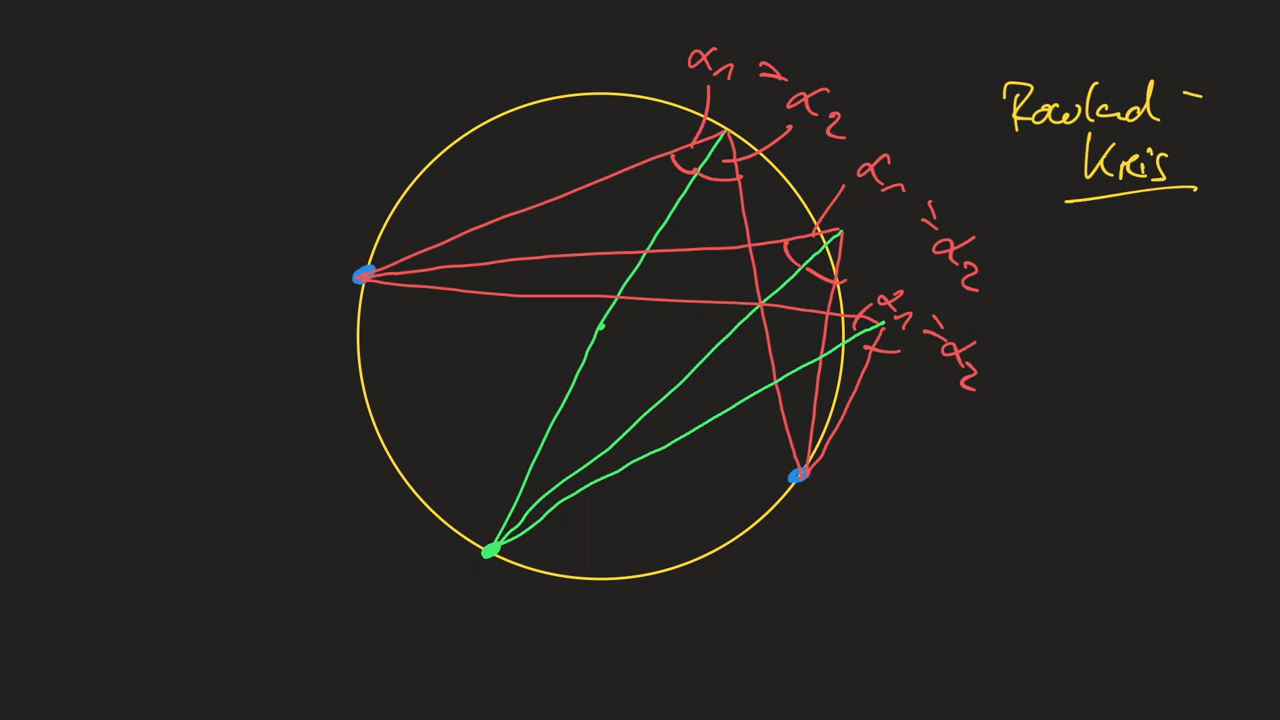 α₁ = α₂
α₁ = α₂
α₁ = α₂
Rowland -
Kreis